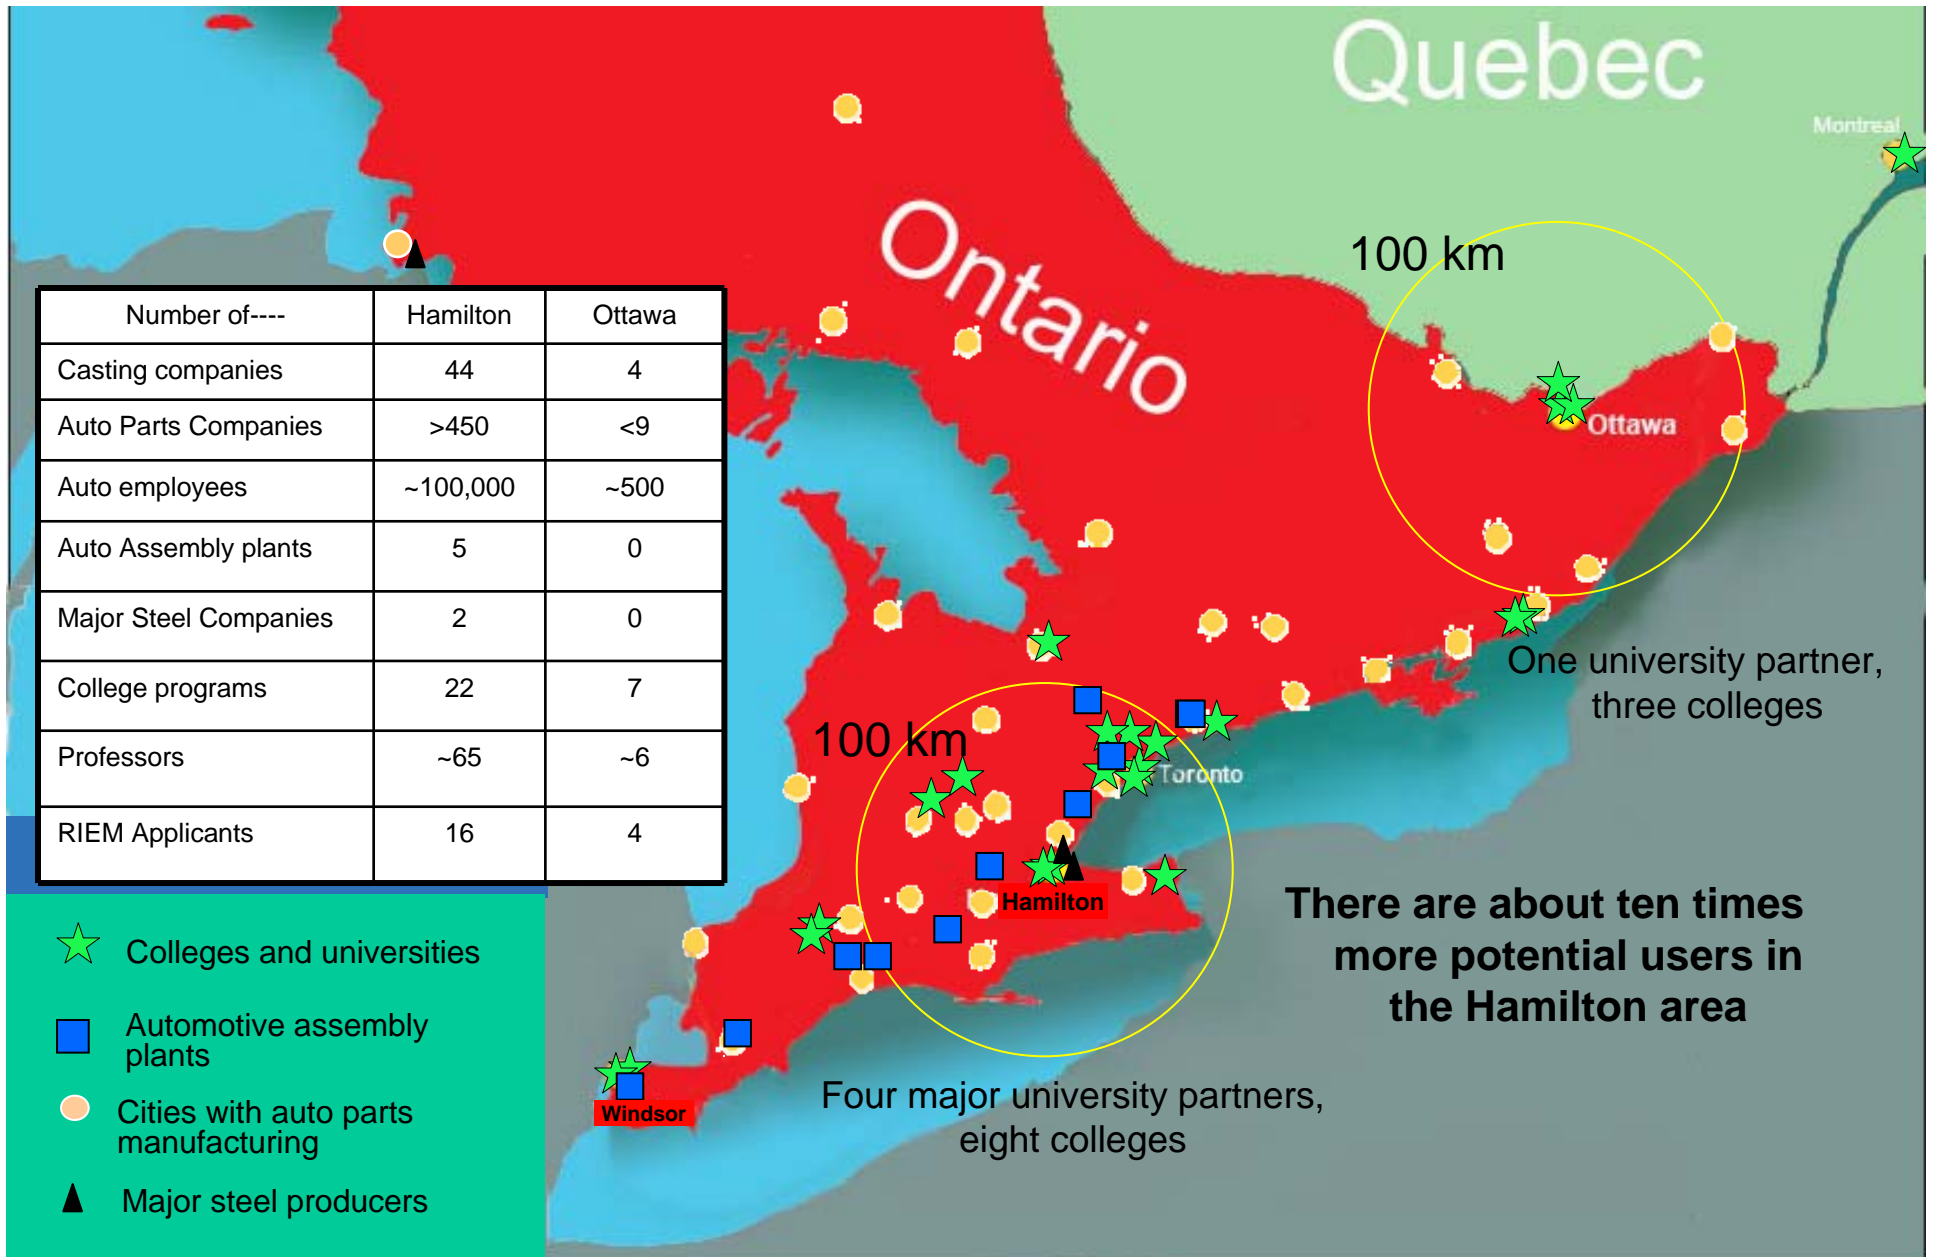 Quebec
Montreal
Ontario
100 km
Number of---- Hamilton Ottawa
Casting companies 44 4
Auto Parts Companies >450 <9
Auto employees ~100,000 ~500
Auto Assembly plants 5 0
Major Steel Companies 2 0
College programs 22 7
Professors ~65 ~6
RIEM Applicants 16 4
Ottawa
One university partner,
three colleges
100 km
Toronto
Hamilton
There are about ten times
more potential users in
the Hamilton area
Windsor
Four major university partners,
eight colleges
Colleges and universities
Automotive assembly
plants
Cities with auto parts
manufacturing
Major steel producers